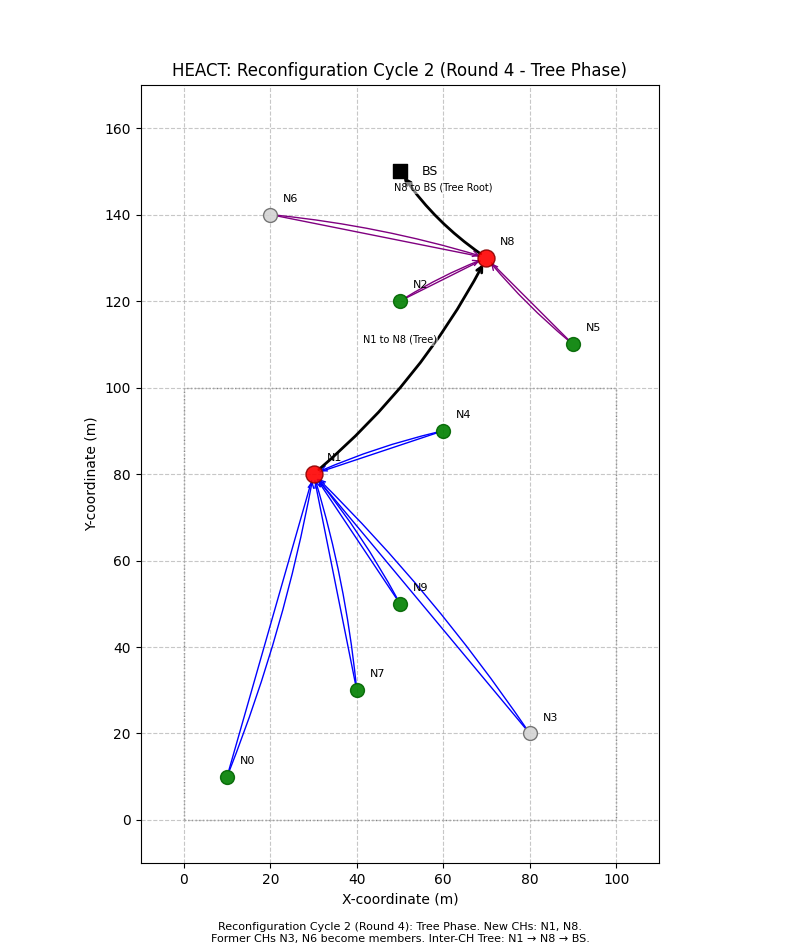 HEACT: Reconfiguration Cycle 2 (Round 4 - Tree Phase)
160
BS
N8 to BS (Tree Root)
N6
140
N8
N2
120
N5
N1 to N8 (Tree)
100
N4
N1
80
60
N9
40
N7
N3
20
N0
0
Y-coordinate (m)
0 20 40 60 80 100
X-coordinate (m)
Reconfiguration Cycle 2 (Round 4): Tree Phase. New CHs: N1, N8.
Former CHs N3, N6 become members. Inter-CH Tree: N1 → N8 → BS.